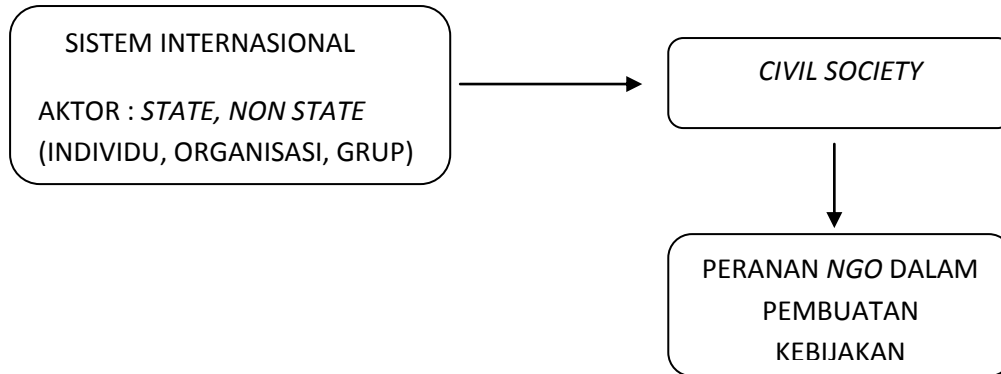 SISTEM INTERNASIONAL
AKTOR : STATE, NON STATE
(INDIVIDU, ORGANISASI, GRUP)
CIVIL SOCIETY
PERANAN NGO DALAM
PEMBUATAN
KEBIJAKAN